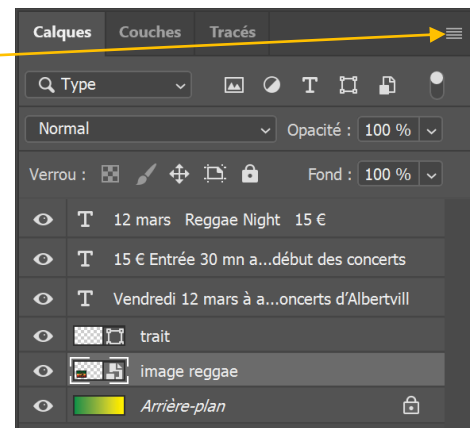 Calques Couches Tracés
Type
Normal Opacité : 100 %
Verrou : Fond : 100 %
T 12 mars Reggae Night 15 €
T 15 € Entrée 30 mn a...début des concerts
T Vendredi 12 mars à a...oncerts d'Albertvill
trait
image reggae
Arrière-plan